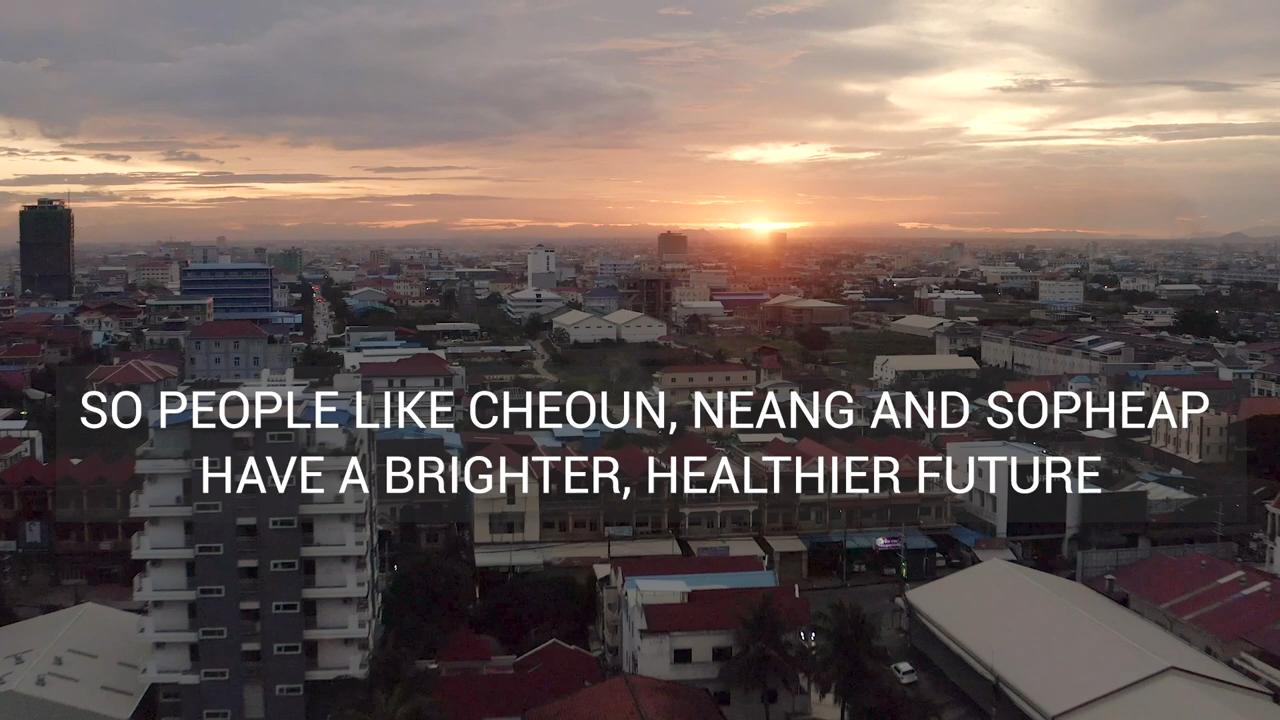 SO PEOPLE LIKE CHEOUN, NEANG AND SOPHEAP
HAVE A BRIGHTER, HEALTHIER FUTURE